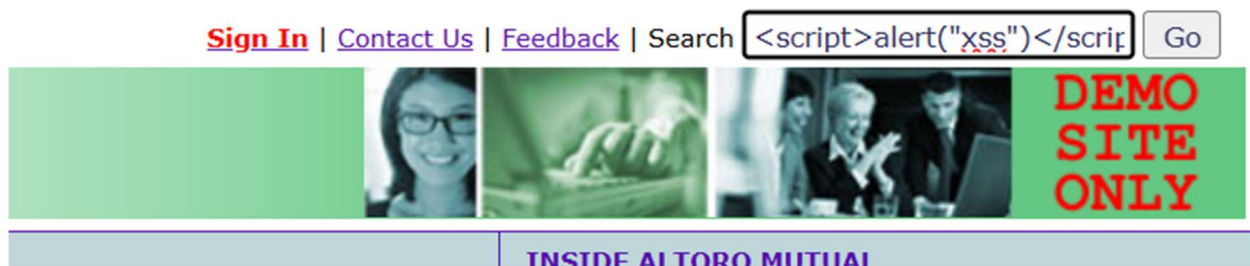 Sign In | Contact Us | Feedback | Search <script>alert("xss")</scrip Go
DEMO
SITE
ONLY
INSIDE ALTORO MUTUAL